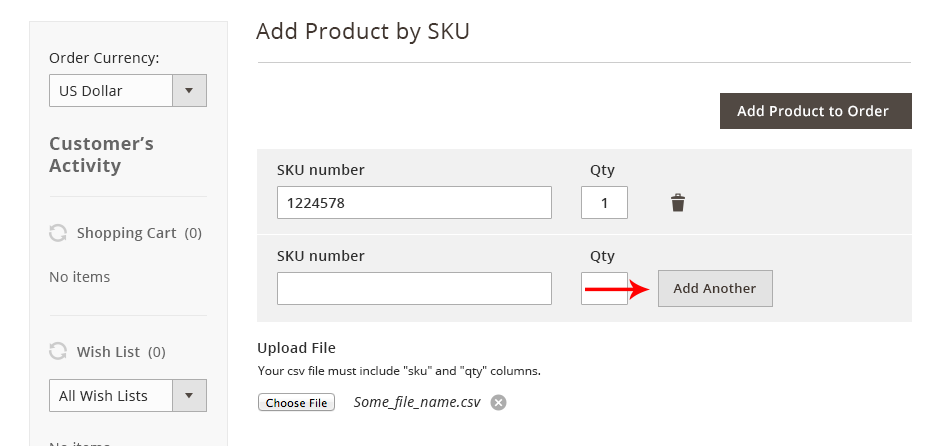 Add Product by SKU
Order Currency:
US Dollar
Customer's
Activity
Shopping Cart (0)
No items
Wish List (0)
All Wish Lists
No items
Add Product to Order
SKU number Qty
1224578 1
SKU number Qty
Add Another
Upload File
Your csv file must include "sku" and "qty" columns.
Choose File Some_file_name.csv